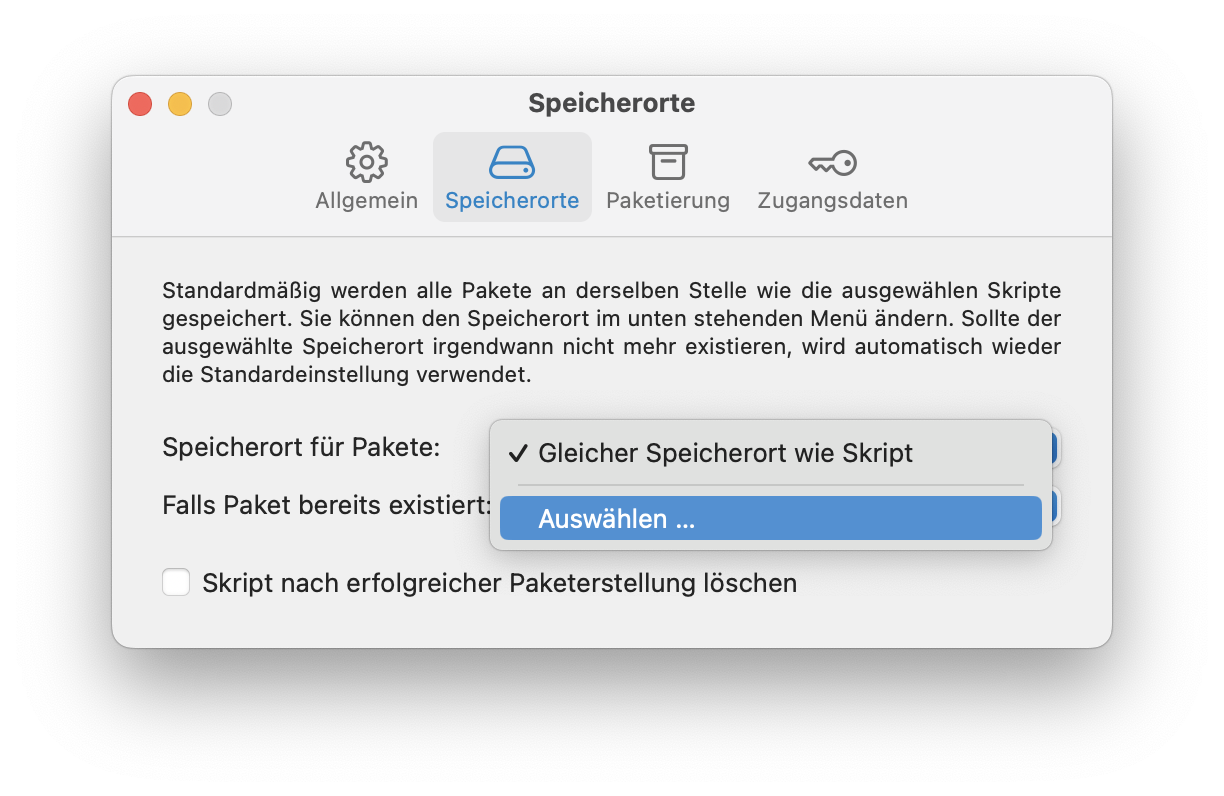 Speicherorte
Allgemein
Speicherorte
Paketierung
Zugangsdaten
Standardmäßig werden alle Pakete an derselben Stelle wie die ausgewählen Skripte
gespeichert. Sie können den Speicherort im unten stehenden Menü ändern. Sollte der
ausgewählte Speicherort irgendwann nicht mehr existieren, wird automatisch wieder
die Standardeinstellung verwendet.
Speicherort für Pakete:
✓ Gleicher Speicherort wie Skript
Falls Paket bereits existiert:
Auswählen ...
Skript nach erfolgreicher Paketerstellung löschen